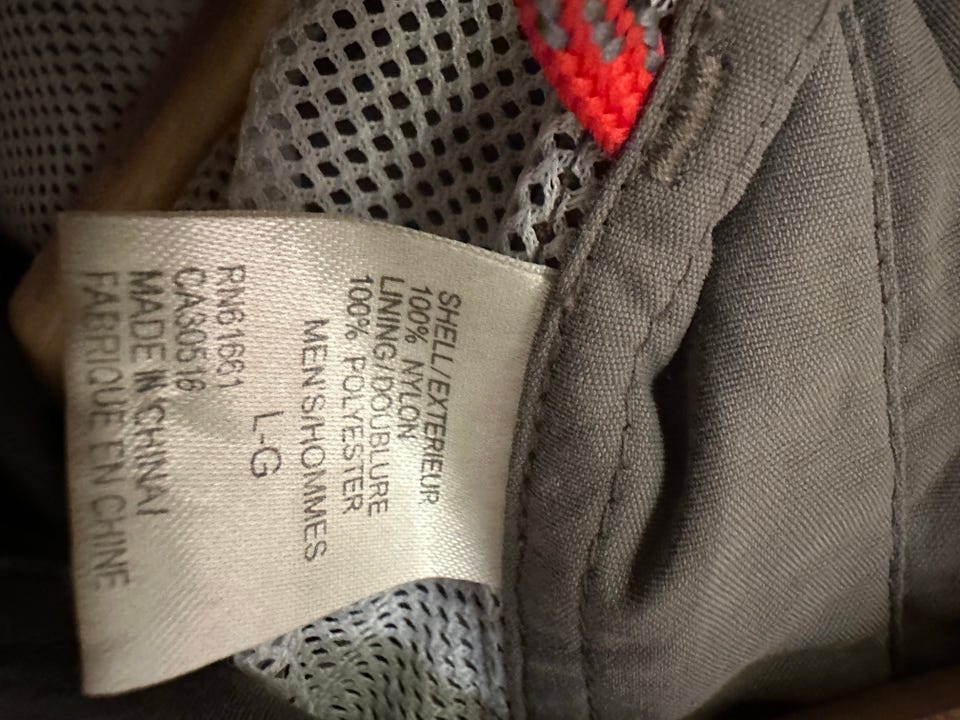 SHELL/EXTERIEUR
100% NYLON
LINING/DOUBLURE
100% POLYESTER
MEN'S/HOMMES
L-G
RN61661
CA30516
MADE IN CHINA/
FABRIQUE EN CHINE